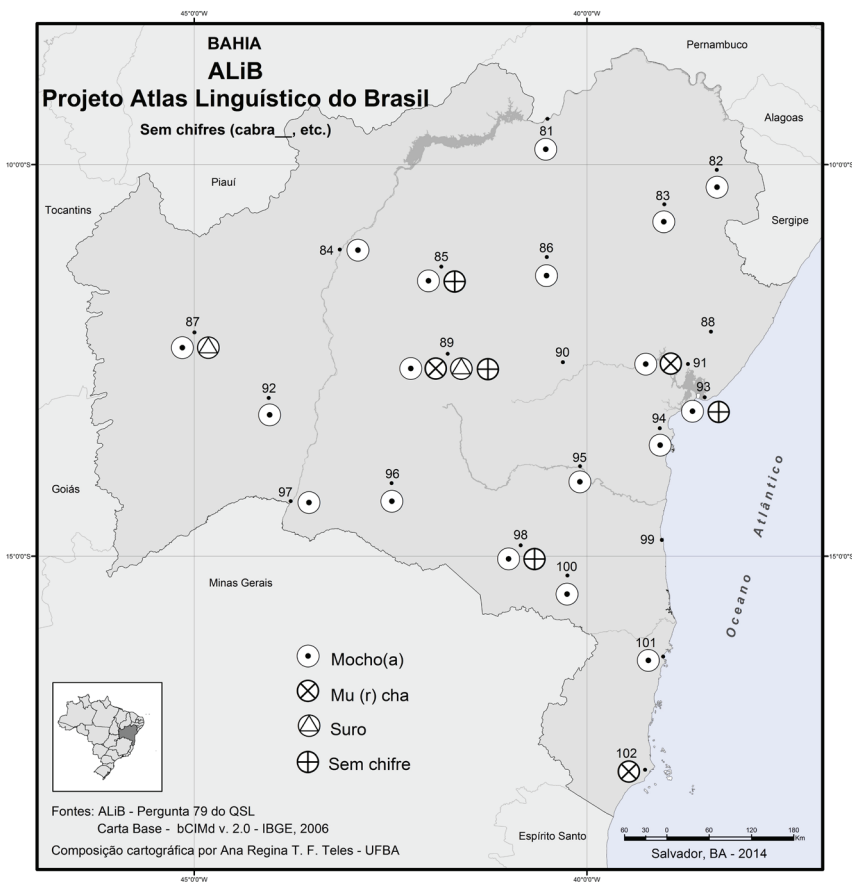 45°0'0"W
40°0'0"W
BAHIA
ALiB
Projeto Atlas Linguístico do Brasil
Sem chifres (cabra__, etc.)
Pernambuco
Alagoas
81
10°0'0"S
10°0'0"S
82
Piauí
83
Tocantins
Sergipe
84
85
86
87
88
89
90
91
92
93
94
95
96
97
Goiás
Oceano Atlântico
98
99
15°0'0"S
15°0'0"S
100
Minas Gerais
101
Mocho(a)
Mu (r) cha
Suro
Sem chifre
102
Fontes: ALiB - Pergunta 79 do QSL
Carta Base - bCIMd v. 2.0 - IBGE, 2006
Composição cartográfica por Ana Regina T. F. Teles - UFBA
Espírito Santo
60 30 0 60 120 180
Km
Salvador, BA - 2014
45°0'0"W
40°0'0"W